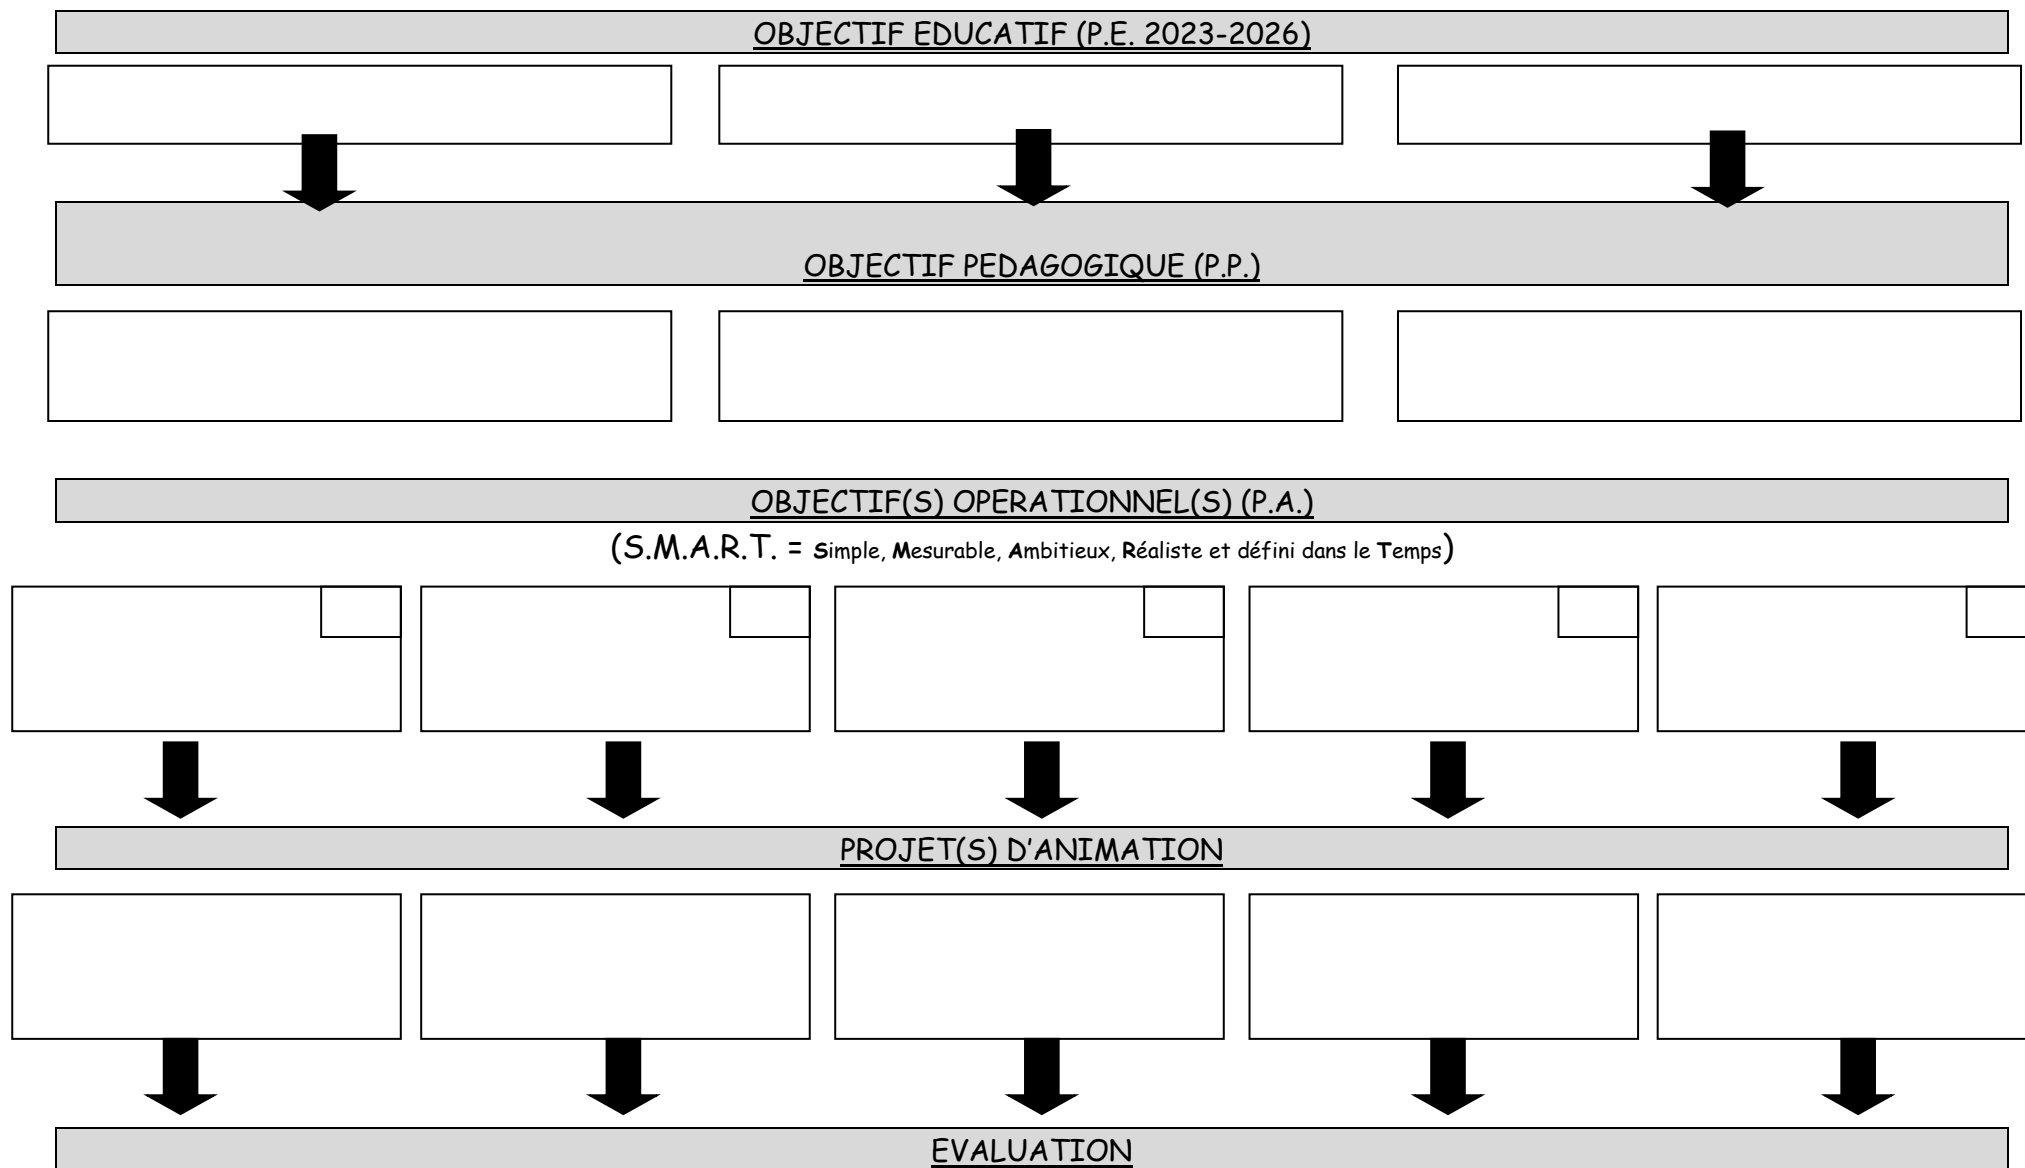 OBJECTIF EDUCATIF (P.E. 2023-2026)
OBJECTIF PEDAGOGIQUE (P.P.)
OBJECTIF(S) OPERATIONNEL(S) (P.A.)
(S.M.A.R.T. = Simple, Mesurable, Ambitieux, Réaliste et défini dans le Temps)
PROJET(S) D’ANIMATION
EVALUATION